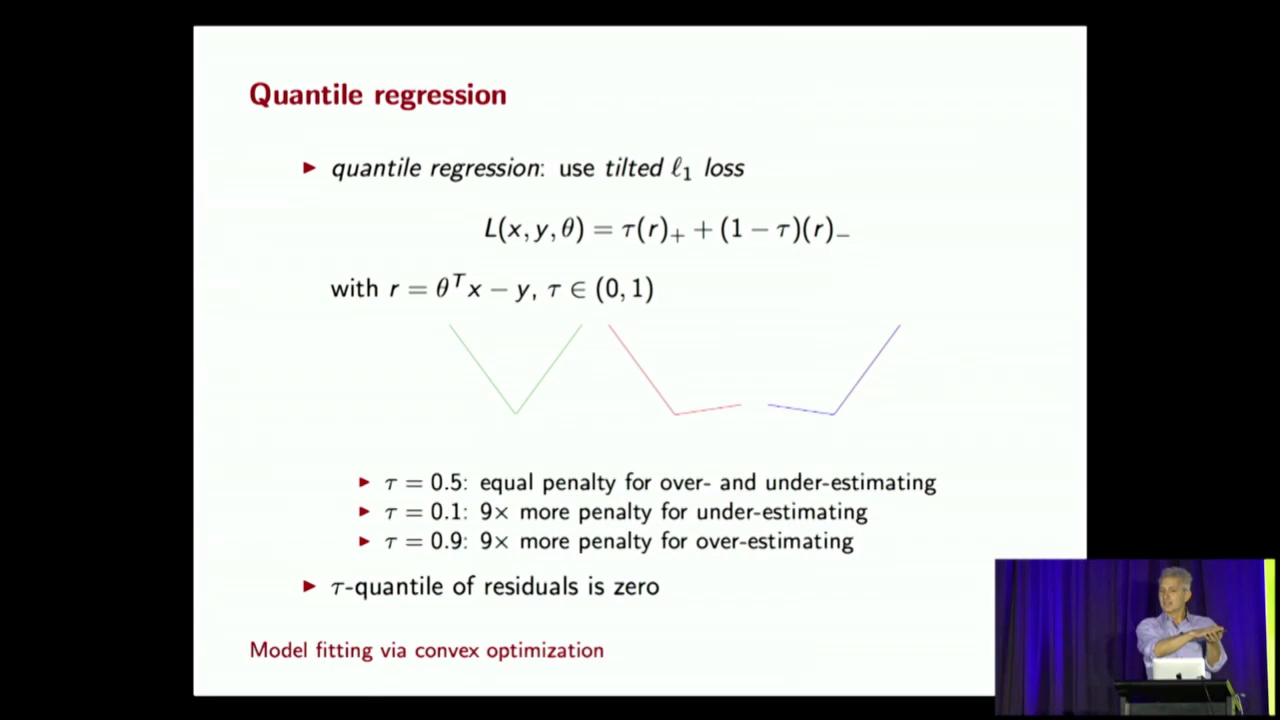 Quantile regression
► quantile regression: use tilted ℓ₁ loss
L(x, y, θ) = τ(r)₊ + (1 − τ)(r)₋
with r = θᵀx − y, τ ∈ (0, 1)
► τ = 0.5: equal penalty for over- and under-estimating
► τ = 0.1: 9× more penalty for under-estimating
► τ = 0.9: 9× more penalty for over-estimating
► τ-quantile of residuals is zero
Model fitting via convex optimization